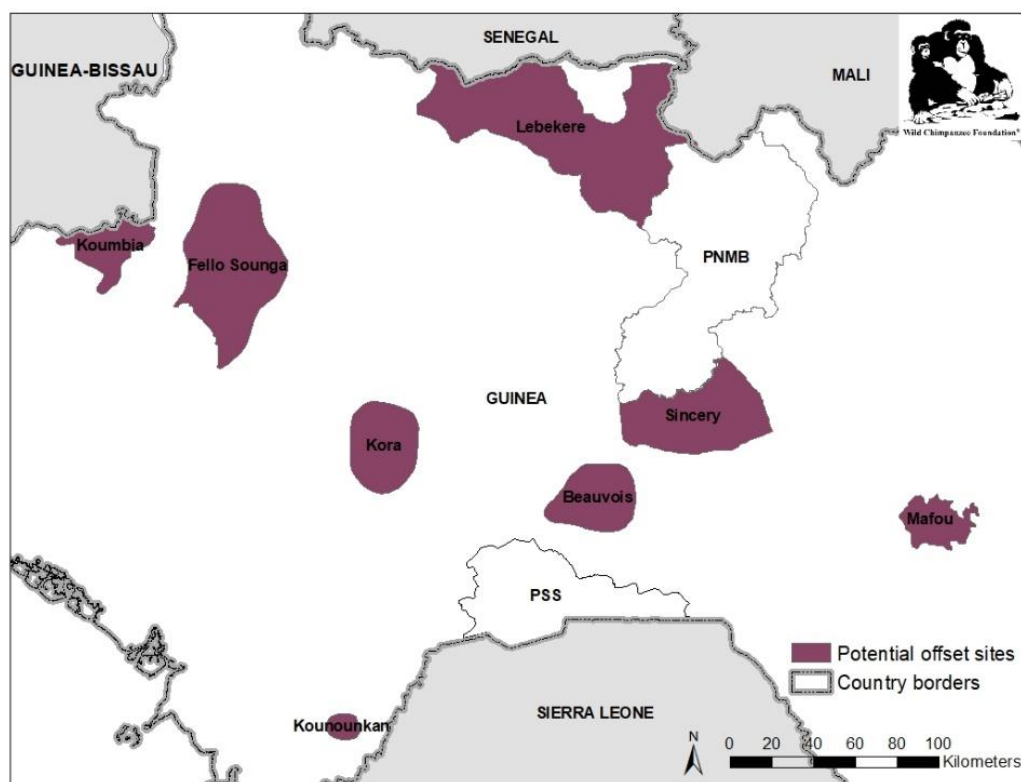 SENEGAL
GUINEA-BISSAU
MALI
Wild Chimpanzee Foundation®
Lebekere
Koumbia
Fello Sounga
PNMB
GUINEA
Sincery
Kora
Beauvois
Mafou
PSS
Potential offset sites
Country borders
Kounounkan
SIERRA LEONE
N
0 20 40 60 80 100
Kilometers